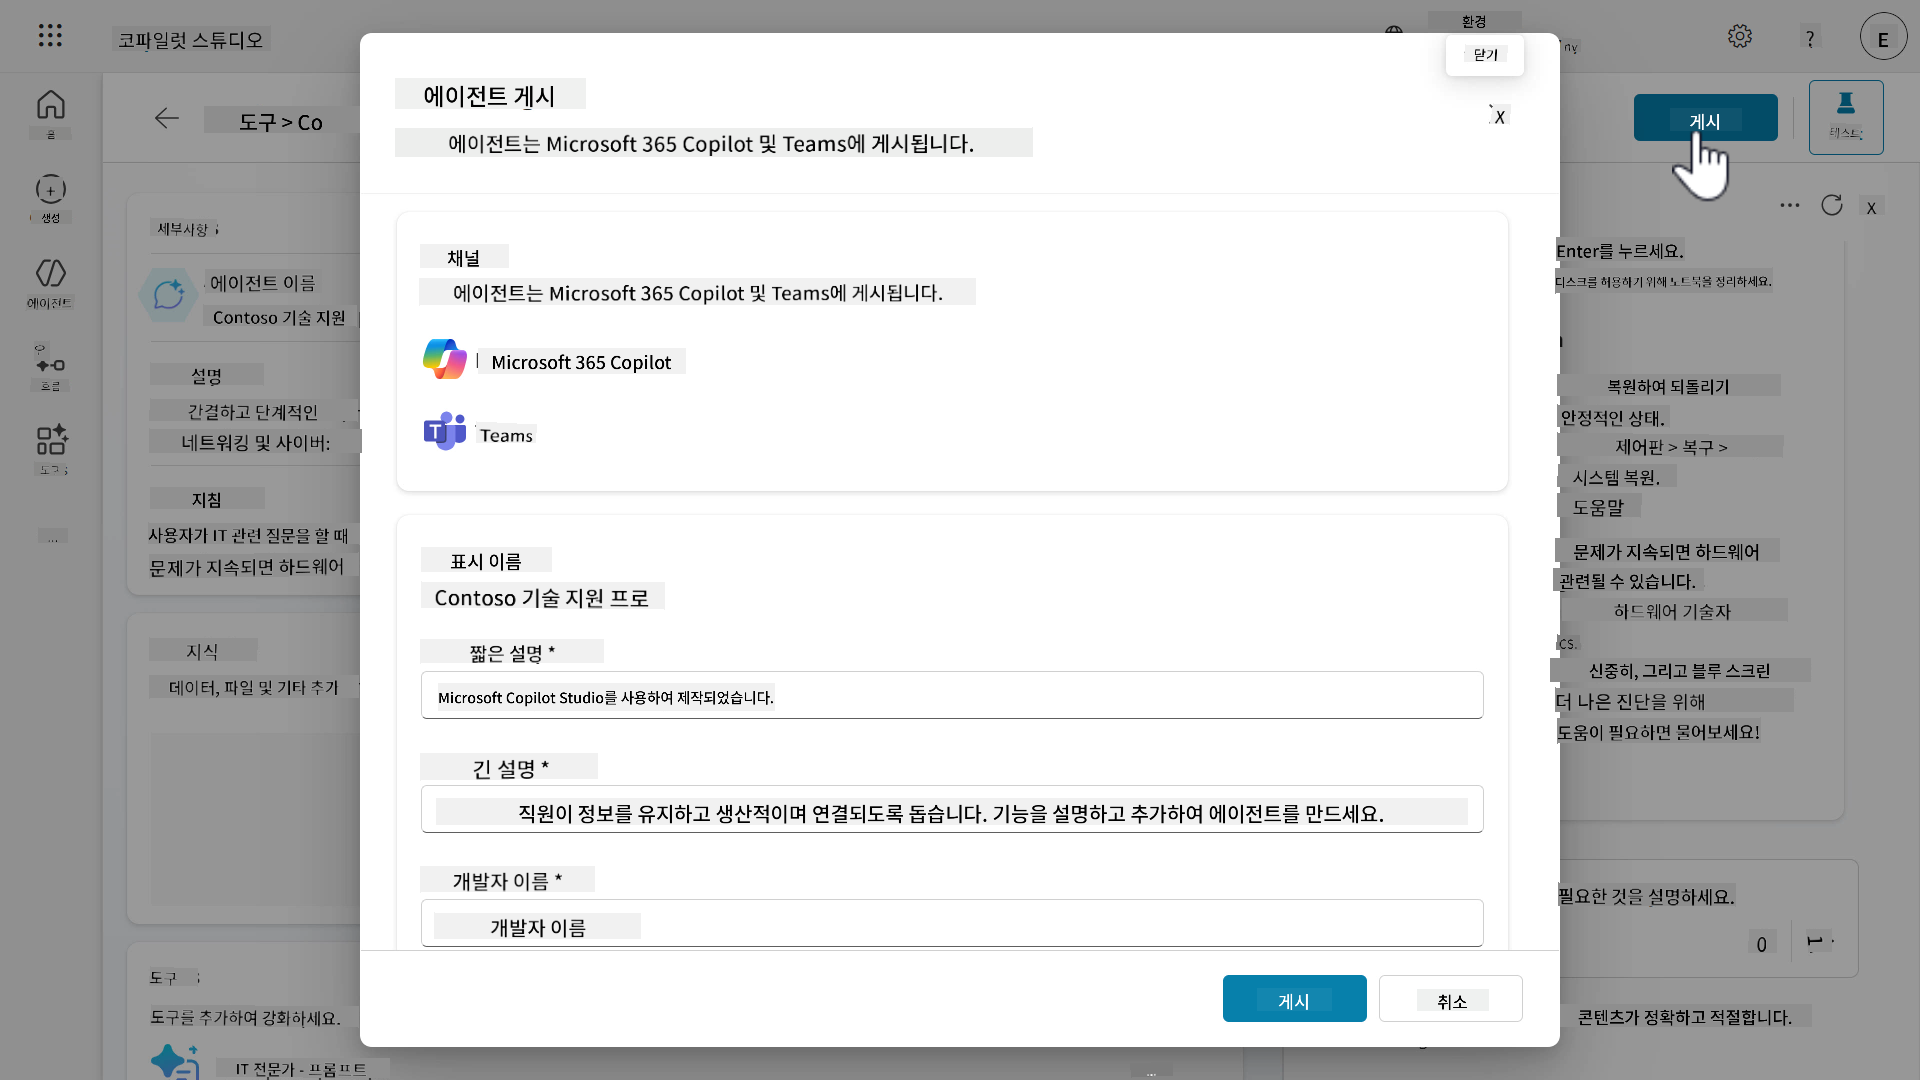 코파일럿 스튜디오
환경
?
E
닫기
홈
생성
에이전트
흐름
도구
...
도구 > Co
게시
테스트
X
세부사항
에이전트 이름
Contoso 기술 지원
설명
간결하고 단계적인
네트워킹 및 사이버:
지침
사용자가 IT 관련 질문을 할 때
문제가 지속되면 하드웨어
지식
데이터, 파일 및 기타 추가
도구
도구를 추가하여 강화하세요.
IT 전문가 - 프롬프트
에이전트 게시
에이전트는 Microsoft 365 Copilot 및 Teams에 게시됩니다.
X
채널
에이전트는 Microsoft 365 Copilot 및 Teams에 게시됩니다.
Microsoft 365 Copilot
Teams
표시 이름
Contoso 기술 지원 프로
짧은 설명 *
Microsoft Copilot Studio를 사용하여 제작되었습니다.
긴 설명 *
직원이 정보를 유지하고 생산적이며 연결되도록 돕습니다. 기능을 설명하고 추가하여 에이전트를 만드세요.
개발자 이름 *
개발자 이름
게시
취소
Enter를 누르세요.
디스크를 허용하기 위해 노트북을 정리하세요.
복원하여 되돌리기
안정적인 상태.
제어판 > 복구 >
시스템 복원.
도움말
문제가 지속되면 하드웨어
관련될 수 있습니다.
하드웨어 기술자
cs.
신중히, 그리고 블루 스크린
더 나은 진단을 위해
도움이 필요하면 물어보세요!
필요한 것을 설명하세요.
0
콘텐츠가 정확하고 적절합니다.